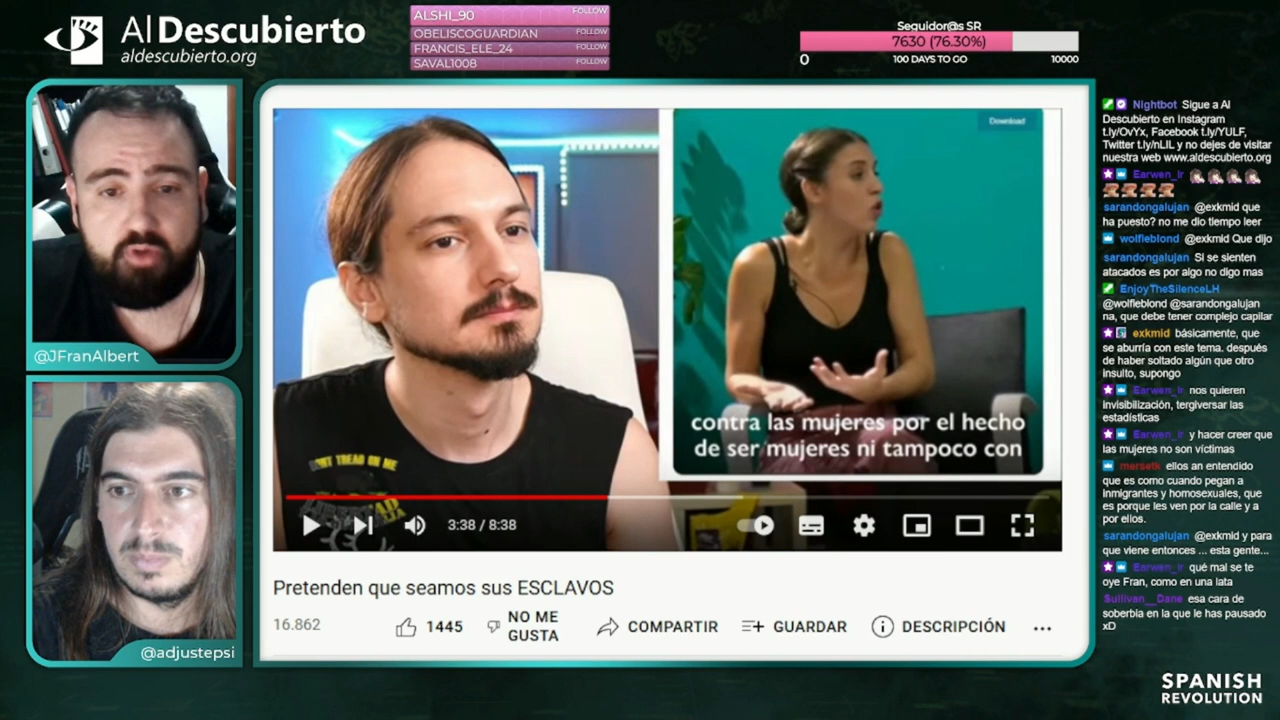 Al Descubierto
aldescubierto.org
ALSHI_90 FOLLOW
OBELISCOGUARDIAN FOLLOW
FRANCIS_ELE_24 FOLLOW
SAVAL1008 FOLLOW
Seguidor@s SR
7630 (76.30%)
0 100 DAYS TO GO 10000
@JFranAlbert
@adjustepsi
Download
contra las mujeres por el hecho
de ser mujeres ni tampoco con
DONT TREAD ON ME
3:38 / 8:38
Pretenden que seamos sus ESCLAVOS
16.862
1445
NO ME
GUSTA
COMPARTIR
GUARDAR
DESCRIPCIÓN
Nightbot Sigue a Al
Descubierto en Instagram
t.ly/OvYx, Facebook t.ly/YULF,
Twitter t.ly/nLIL y no dejes de visitar
nuestra web www.aldescubierto.org
Earwen_ir
sarandongalujan @exkmid que
ha puesto? no me dio tiempo leer
wolfieblond @exkmid Que dijo
sarandongalujan Si se sienten
atacados es por algo no digo mas
EnjoyTheSilenceLH
@wolfieblond @sarandongalujan
na, que debe tener complejo capilar
exkmid básicamente, que
se aburría con este tema. después
de haber soltado algún que otro
insulto, supongo
Earwen_ir nos quieren
invisibilización, tergiversar las
estadísticas
Earwen_ir y hacer creer que
las mujeres no son víctimas
mersetk ellos an entendido
que es como cuando pegan a
inmigrantes y homosexuales, que
es porque les ven por la calle y a
por ellos.
sarandongalujan @exkmid y para
que viene entonces ... esta gente...
Earwen_ir qué mal se te
oye Fran, como en una lata
Sullivan__Dane esa cara de
soberbia en la que le has pausado
xD
SPANISH
REVOLUTION